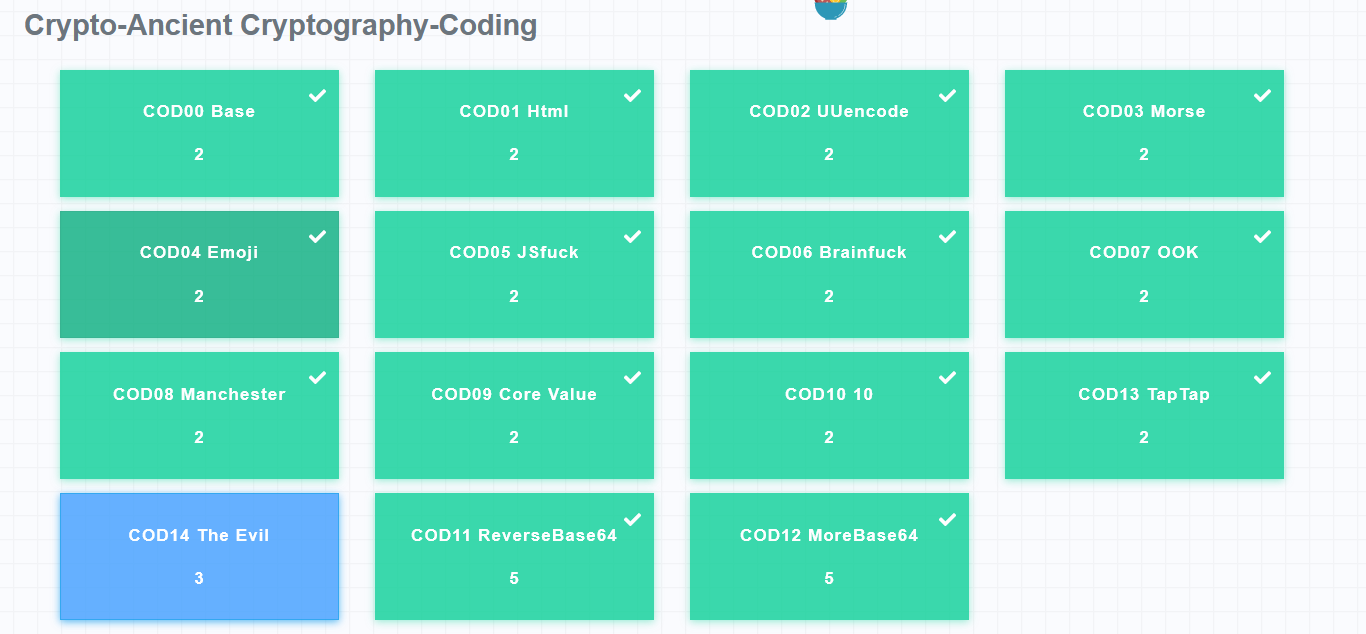 Crypto-Ancient Cryptography-Coding
COD00 Base
2
COD01 Html
2
COD02 UUencode
2
COD03 Morse
2
COD04 Emoji
2
COD05 JSfuck
2
COD06 Brainfuck
2
COD07 OOK
2
COD08 Manchester
2
COD09 Core Value
2
COD10 10
2
COD13 TapTap
2
COD14 The Evil
3
COD11 ReverseBase64
5
COD12 MoreBase64
5